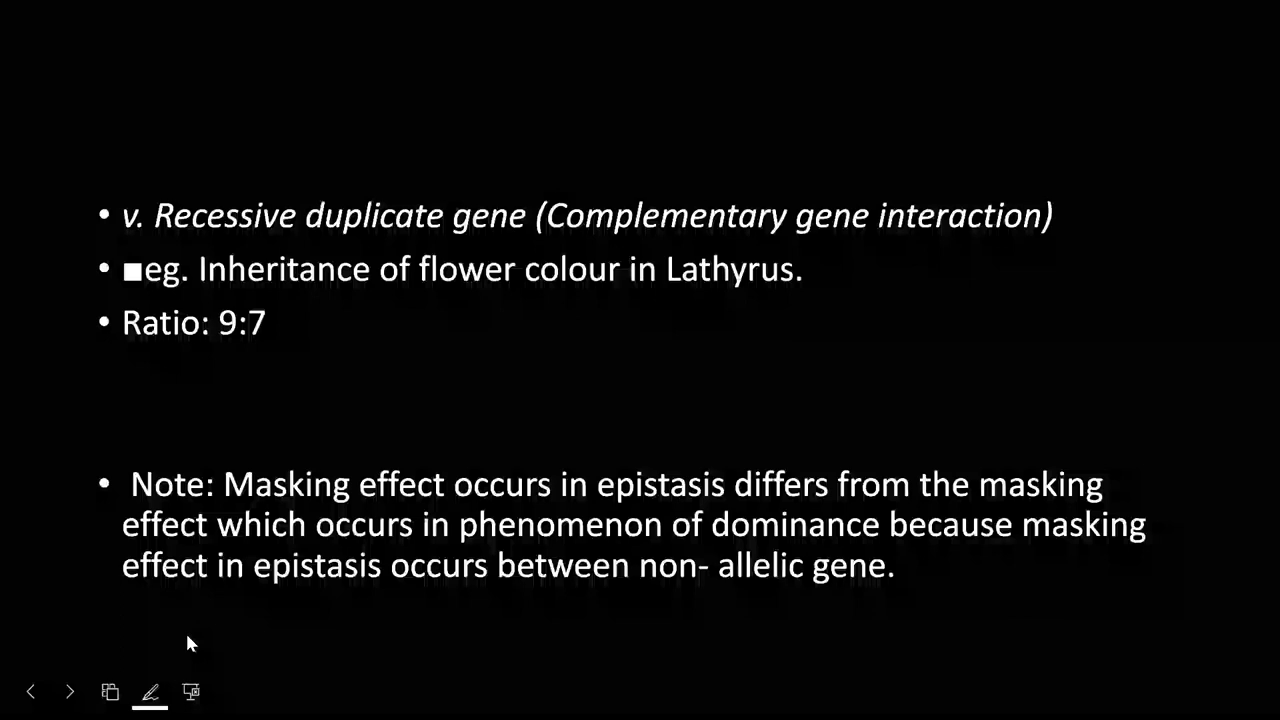 • v. Recessive duplicate gene (Complementary gene interaction)
• ■eg. Inheritance of flower colour in Lathyrus.
• Ratio: 9:7
• Note: Masking effect occurs in epistasis differs from the masking
effect which occurs in phenomenon of dominance because masking
effect in epistasis occurs between non- allelic gene.